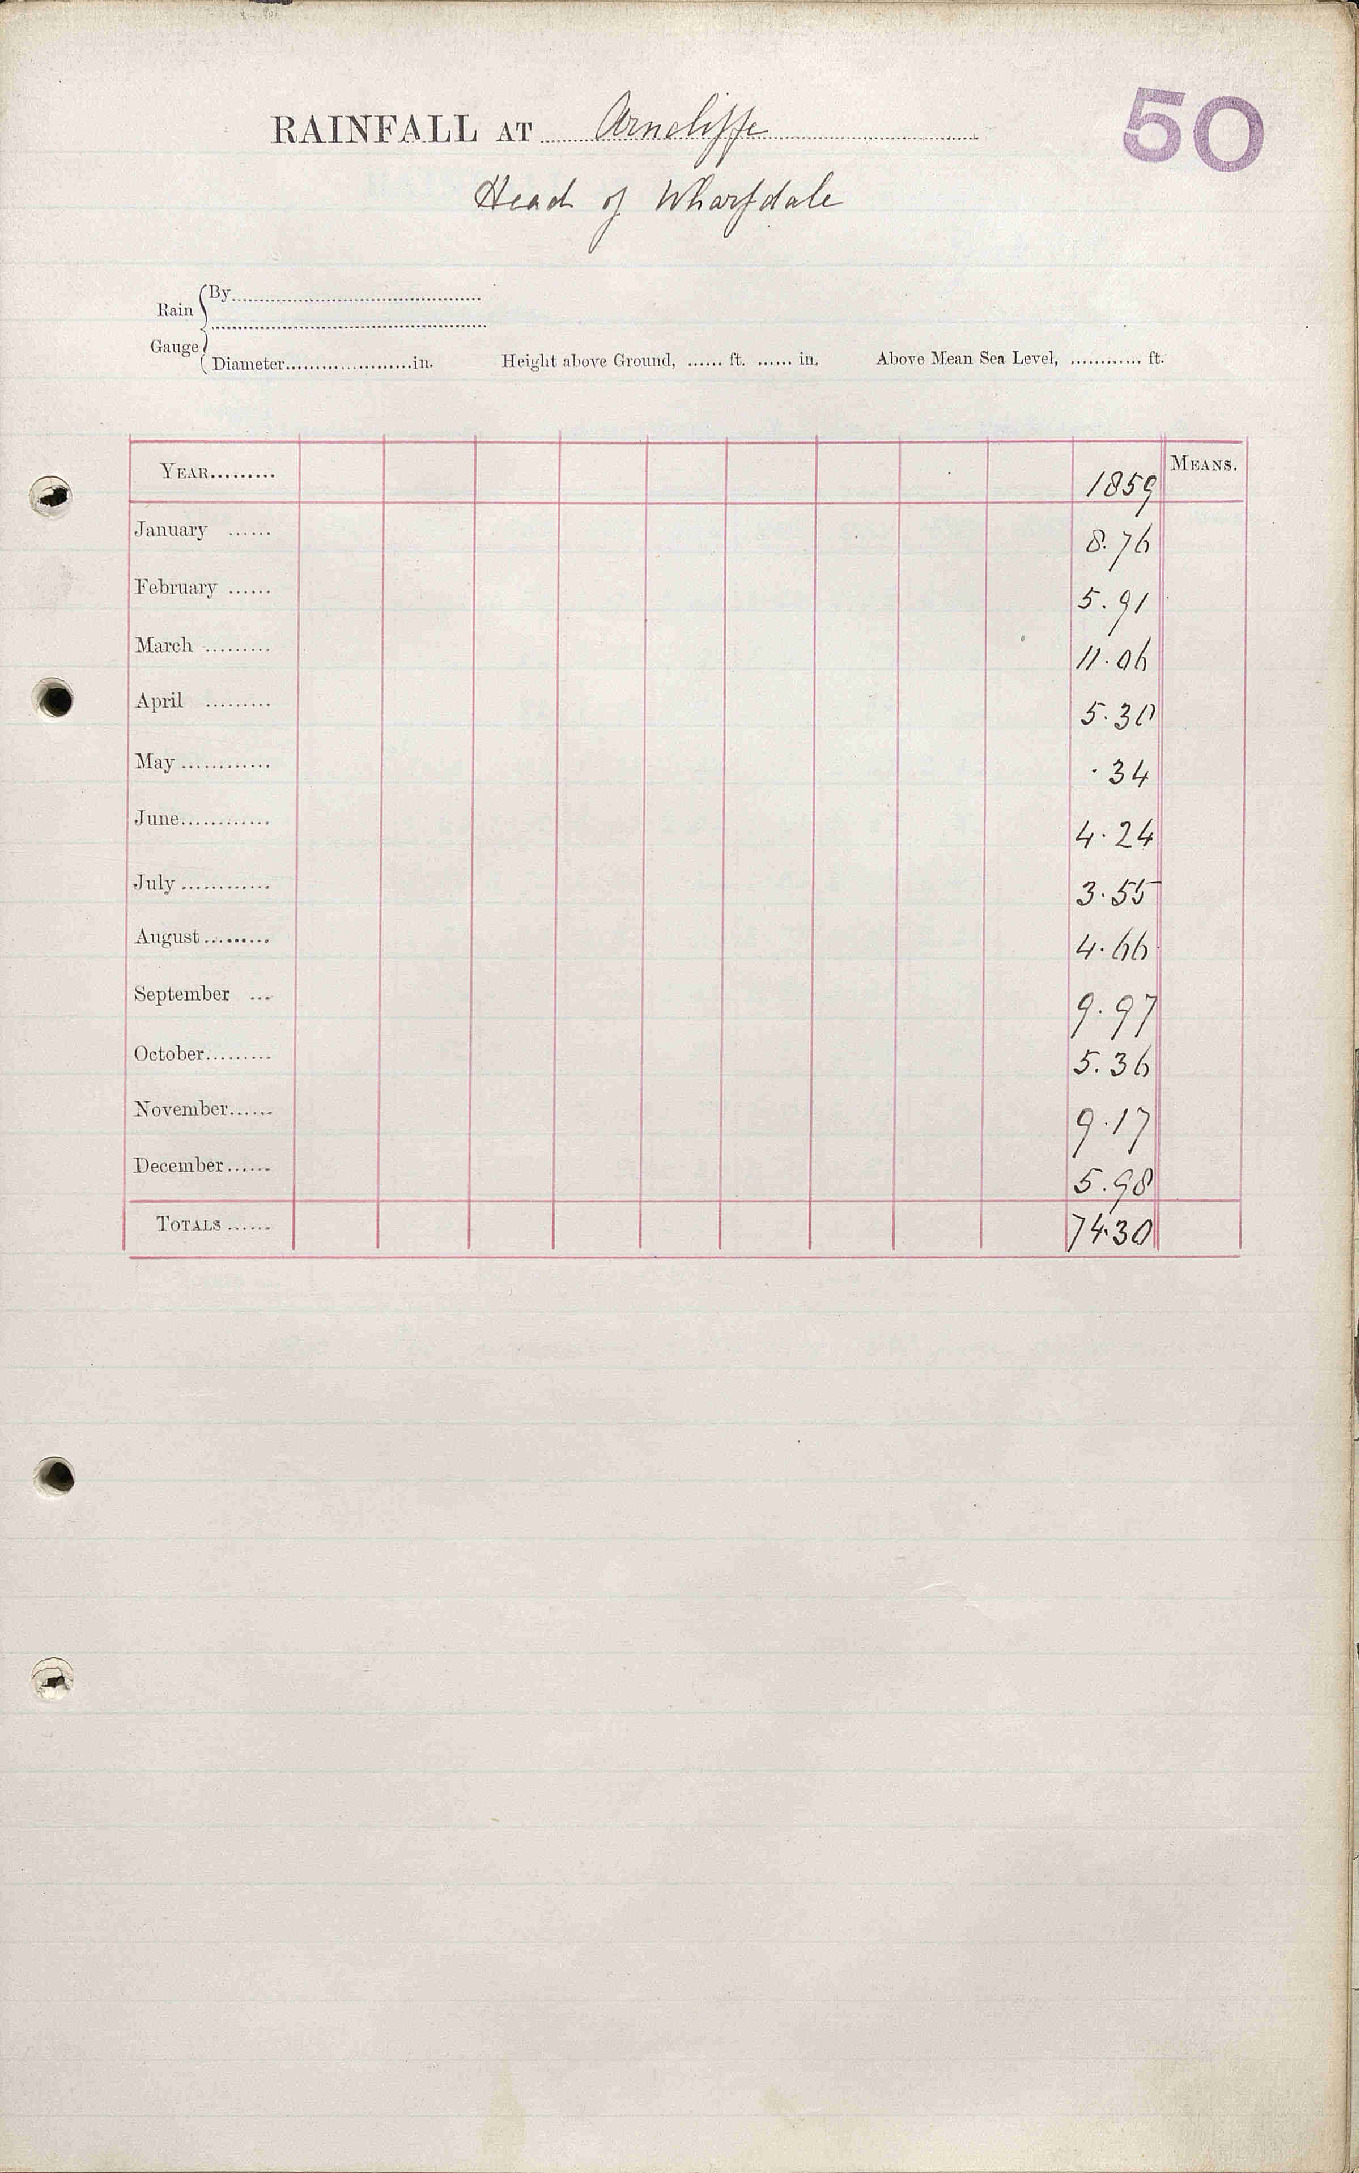 50
RAINFALL AT Arncliffe
Head of Wharfdale
Rain Gauge
By
Diameter in. Height above Ground, ...... ft. ...... in. Above Mean Sea Level, ............ ft.
YEAR......... 1859 MEANS.
January ...... 8.76
February ...... 5.91
March ......... 11.06
April ......... 5.30
May ............ .34
June ............ 4.24
July ............ 3.55
August ......... 4.66
September ... 9.97
October ......... 5.36
November ...... 9.17
December ...... 5.98
TOTALS ...... 74.30